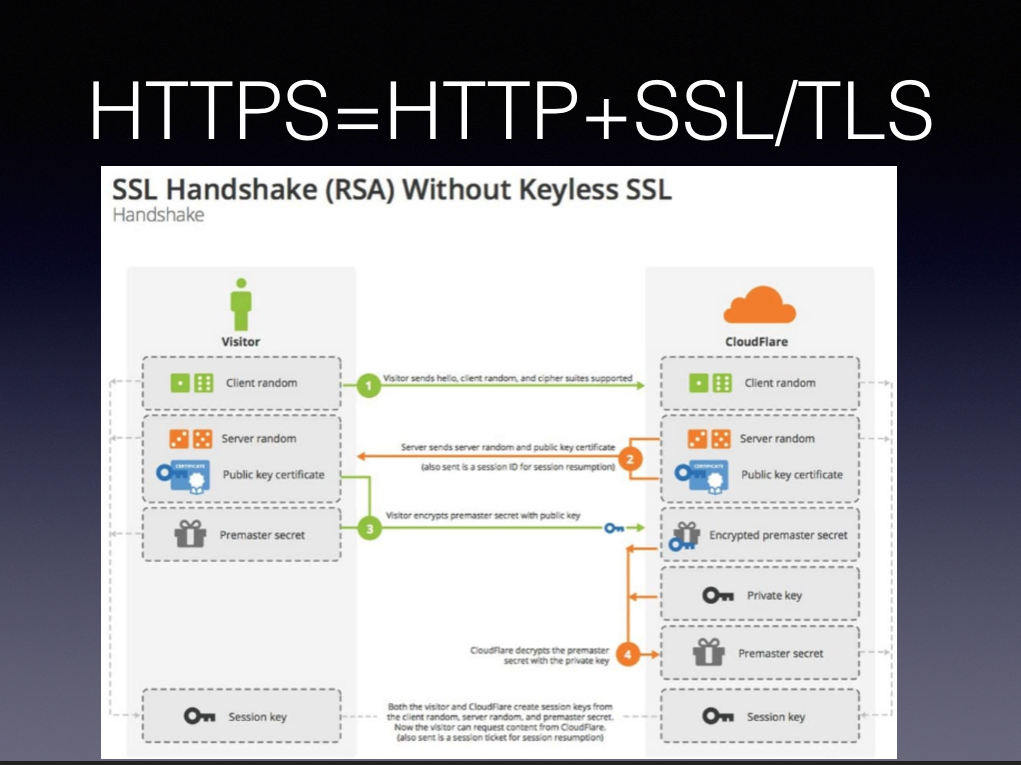 HTTPS=HTTP+SSL/TLS
SSL Handshake (RSA) Without Keyless SSL
Handshake
Visitor
CloudFlare
Client random
1
Visitor sends hello, client random, and cipher suites supported
Client random
Server random
Public key certificate
CERTIFICATE
Server sends server random and public key certificate
(also sent is a session ID for session resumption)
2
Server random
Public key certificate
CERTIFICATE
3
Visitor encrypts premaster secret with public key
Premaster secret
Encrypted premaster secret
Private key
CloudFlare decrypts the premaster
secret with the private key
4
Premaster secret
Session key
Both the visitor and CloudFlare create session keys from
the client random, server random, and premaster secret.
Now the visitor can request content from CloudFlare.
(also sent is a session ticket for session resumption)
Session key